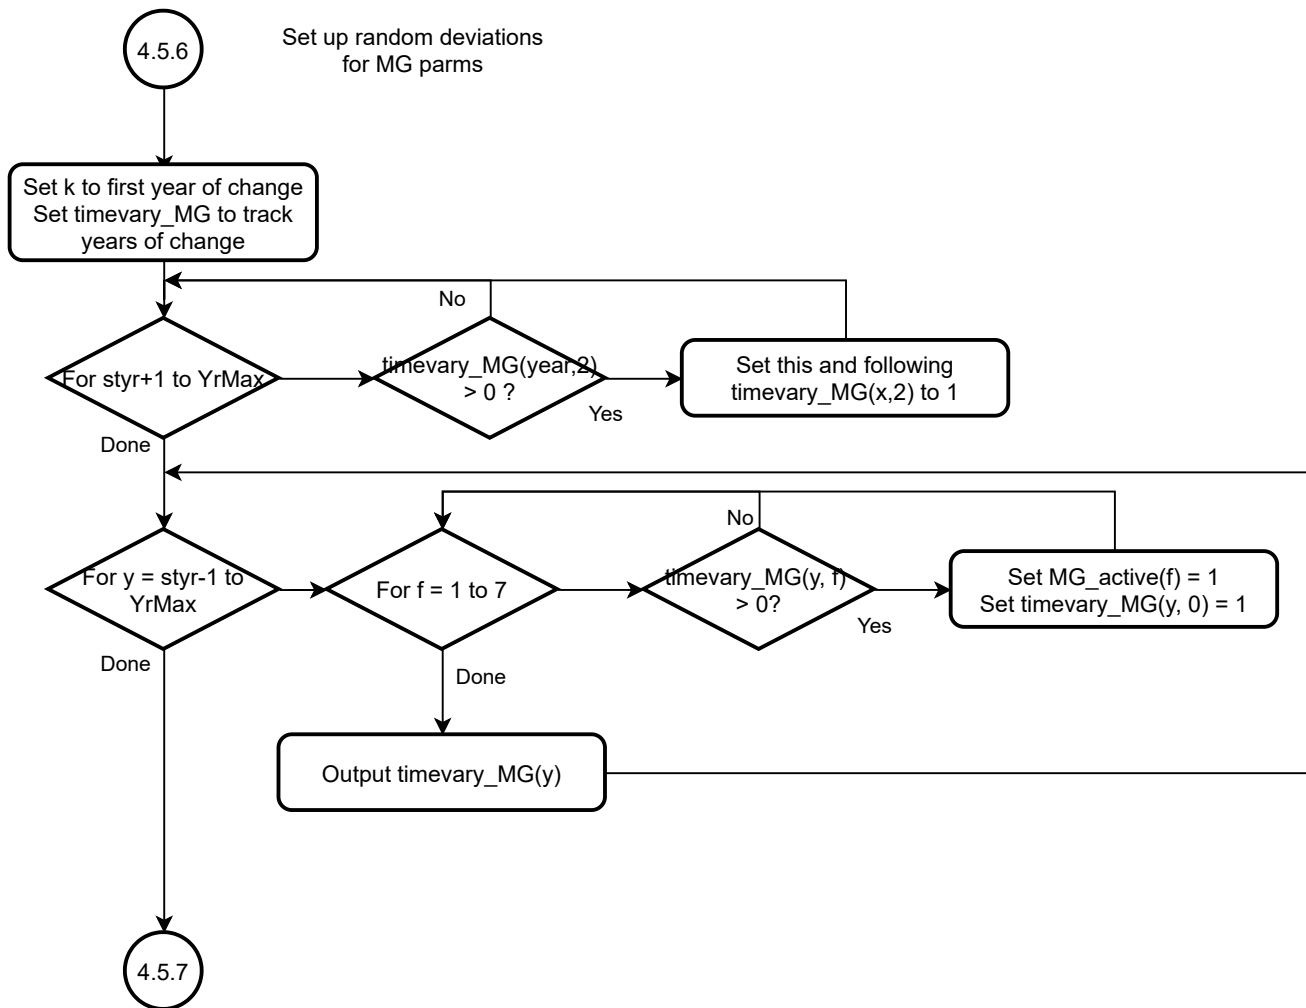 4.5.6
Set up random deviations
for MG parms
Set k to first year of change
Set timevary_MG to track
years of change
No
For styr+1 to YrMax
timevary_MG(year,2)
> 0 ?
Yes
Set this and following
timevary_MG(x,2) to 1
Done
No
For y = styr-1 to
YrMax
For f = 1 to 7
timevary_MG(y, f)
> 0?
Yes
Set MG_active(f) = 1
Set timevary_MG(y, 0) = 1
Done
Done
Output timevary_MG(y)
4.5.7